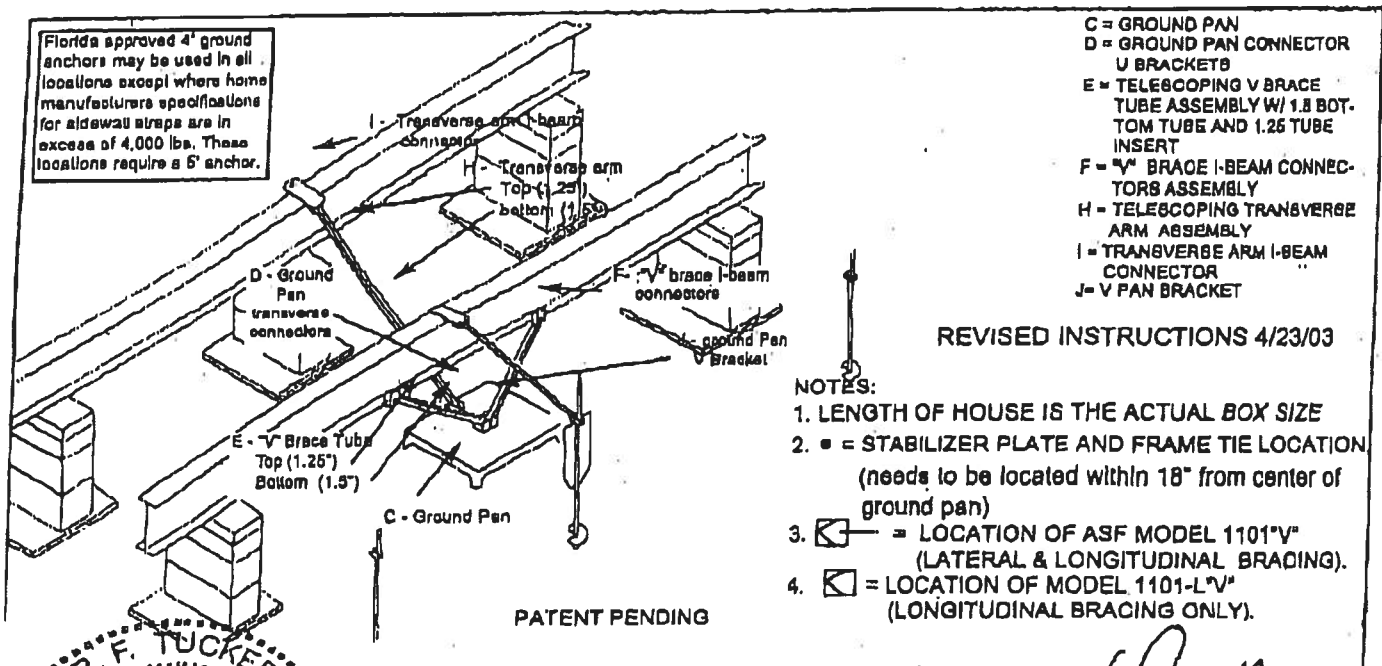 Florida approved 4' ground
anchors may be used in all
locations except where home
manufacturers specifications
for sidewall straps are in
excess of 4,000 lbs. These
locations require a 5' anchor.
I - Transverse arm I-beam
connector
H - Transverse arm
Top (1.25")
bottom (1.5")
D - Ground
Pan
transverse
connectors
F - "V" brace I-beam
connectors
ground Pan
Bracket
E - "V" Brace Tube
Top (1.25")
Bottom (1.5")
C - Ground Pan
PATENT PENDING
C = GROUND PAN
D = GROUND PAN CONNECTOR
U BRACKETS
E = TELESCOPING V BRACE
TUBE ASSEMBLY W/ 1.5 BOT-
TOM TUBE AND 1.25 TUBE
INSERT
F = "V" BRACE I-BEAM CONNEC-
TORS ASSEMBLY
H = TELESCOPING TRANSVERSE
ARM ASSEMBLY
I = TRANSVERSE ARM I-BEAM
CONNECTOR
J= V PAN BRACKET
REVISED INSTRUCTIONS 4/23/03
NOTES:
1. LENGTH OF HOUSE IS THE ACTUAL BOX SIZE
2. ■ = STABILIZER PLATE AND FRAME TIE LOCATION
(needs to be located within 18" from center of
ground pan)
3. = LOCATION OF ASF MODEL 1101"V"
(LATERAL & LONGITUDINAL BRACING).
4. = LOCATION OF MODEL 1101-L"V"
(LONGITUDINAL BRACING ONLY).
F. TUCKER